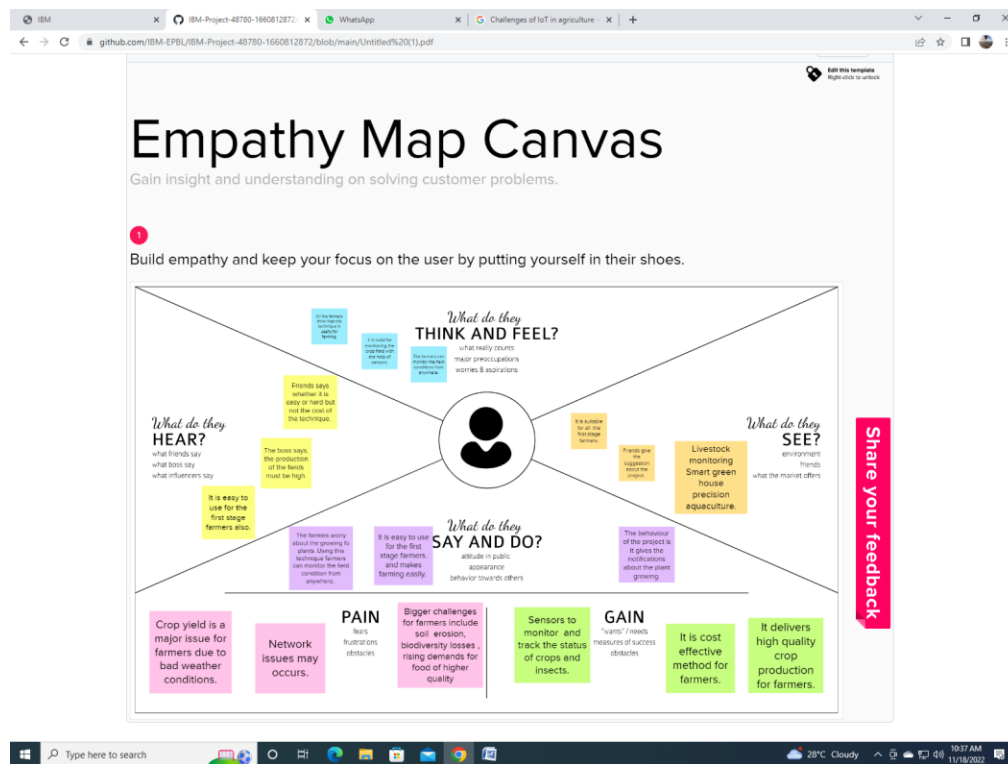 IBM
IBM-Project-48780-1660812872/
WhatsApp
Challenges of IoT in agriculture -
github.com/IBM-EPBL/IBM-Project-48780-1660812872/blob/main/Untitled%20(1).pdf
Edit this template
Right-click to unlock
Empathy Map Canvas
Gain insight and understanding on solving customer problems.
1
Build empathy and keep your focus on the user by putting yourself in their shoes.
What do they
THINK AND FEEL?
what really counts
major preoccupations
worries & aspirations
think that this
technique is
useful for
farming.
It is build for
monitoring the
crop field with
the help of
sensors.
The farmers can
monitor the field
conditions from
anywhere.
What do they
HEAR?
what friends say
what boss say
what influencers say
Friends says
whether it is
easy or hard but
not the cost of
the technique.
The boss says,
the production
of the fields
must be high.
It is easy to
use for the
first stage
farmers also.
What do they
SEE?
environment
friends
what the market offers
It is suitable
for all the
first stage
farmers.
Friends give
the
suggestion
about the
project.
Livestock
monitoring
Smart green
house
precision
aquaculture.
What do they
SAY AND DO?
attitude in public
appearance
behavior towards others
The farmers worry
about the growing fo
plants .Using this
technique farmers
can monitor the field
condition from
anywhere.
It is easy to use
for the first
stage farmers,
and makes
farming easily.
The behaviour
of the project is
It gives the
notifications
about the plant
growing.
Share your feedback
PAIN
fears
frustrations
obstacles
Crop yield is a
major issue for
farmers due to
bad weather
conditions.
Network
issues may
occurs.
Bigger challenges
for farmers include
soil erosion,
biodiversity losses ,
rising demands for
food of higher
quality
GAIN
"wants" / needs
measures of success
obstacles
Sensors to
monitor and
track the status
of crops and
insects.
It is cost
effective
method for
farmers.
It delivers
high quality
crop
production
for farmers.
Type here to search
28°C Cloudy
10:37 AM
11/18/2022